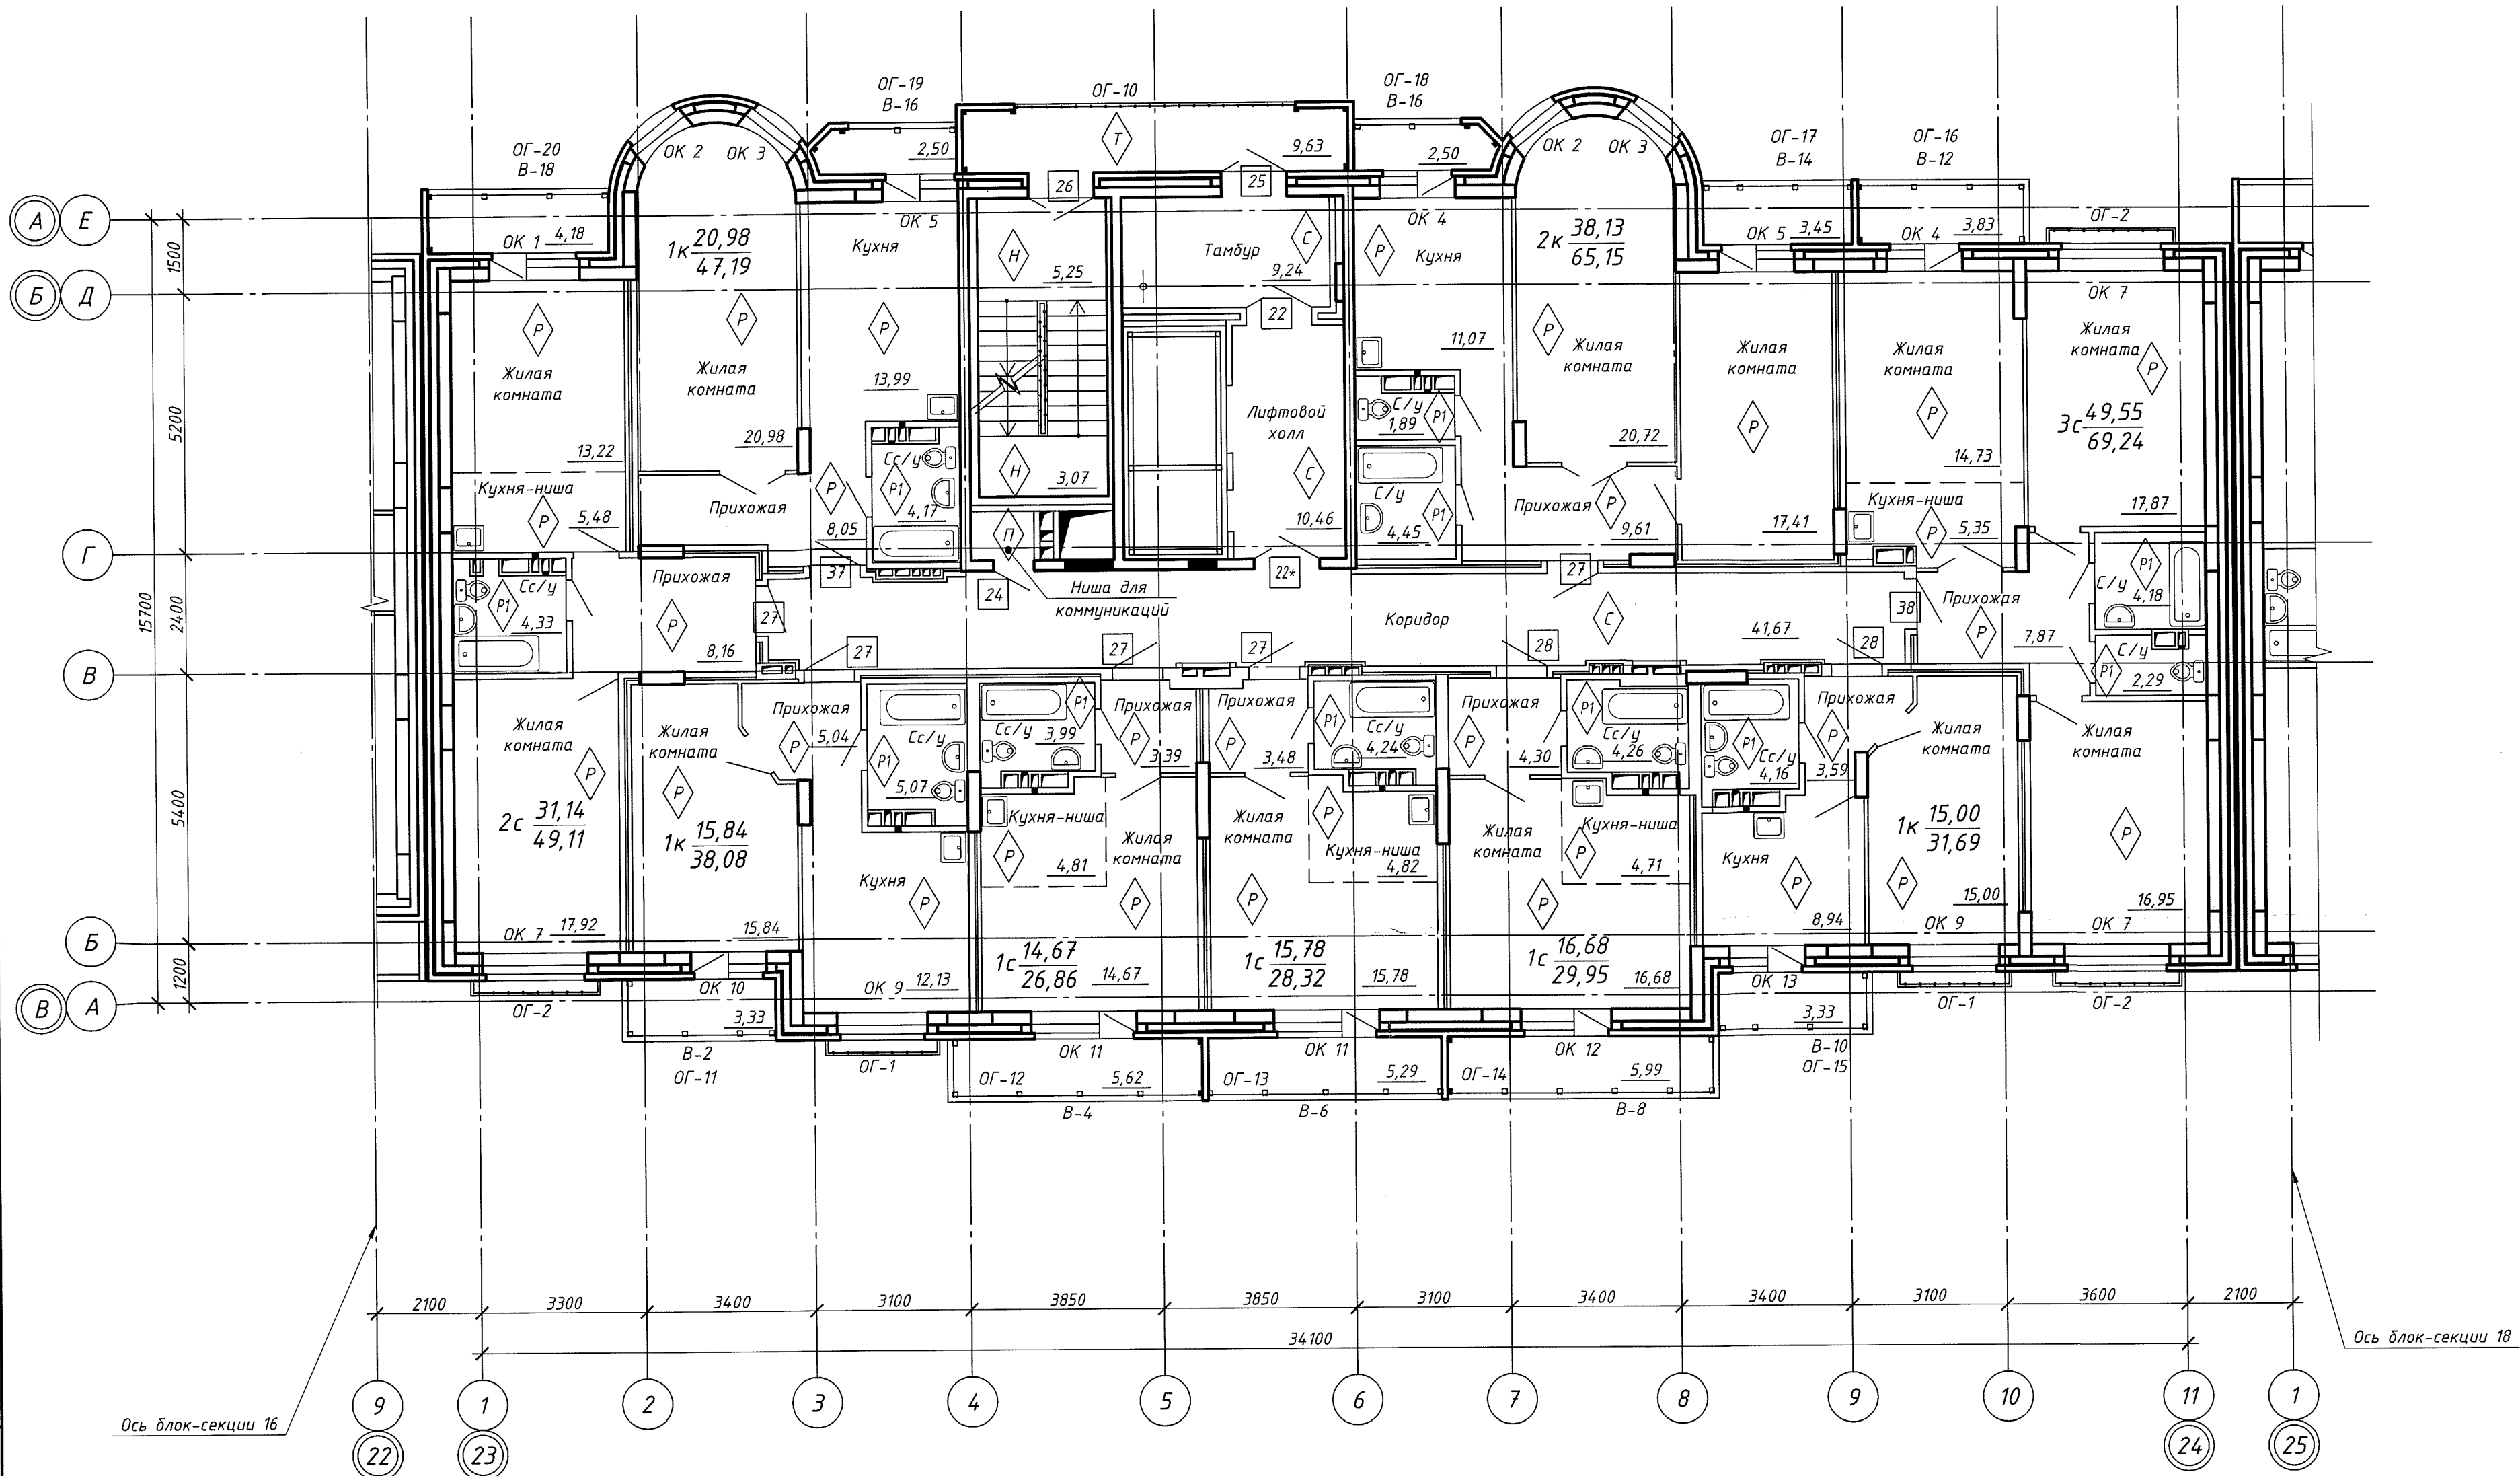 ОГ-20
В-18
ОК 2
ОК 3
ОГ-19
В-16
2,50
ОГ-10
Т
9,63
ОГ-18
В-16
2,50
ОК 2
ОК 3
ОГ-17
В-14
ОГ-16
В-12
ОГ-2
А
Е
Б
Д
Г
В
Б
В
А
1500
5200
2400
5400
1200
15700
ОК 1
4,18
1к 20,98
47,19
Кухня
ОК 5
26
25
Н
5,25
Тамбур
С
9,24
22
ОК 4
Р
Кухня
2к 38,13
65,15
ОК 5
3,45
ОК 4
3,83
ОК 7
Р
Жилая
комната
13,22
Р
Жилая
комната
20,98
Р
13,99
Лифтовой
холл
С
10,46
11,07
Р
Жилая
комната
20,72
Жилая
комната
Р
17,41
Жилая
комната
Р
14,73
Жилая
комната
Р
3с 49,55
69,24
17,87
Кухня-ниша
Р
5,48
Прихожая
Р
8,05
Сс/у
Р1
4,17
Н
3,07
П
С/у
1,89
Р1
С/у
4,45
Р1
Прихожая
Р
9,61
Кухня-ниша
Р
5,35
Сс/у
Р1
4,33
Прихожая
Р
8,16
27
37
24
Ниша для
коммуникаций
22*
27
Коридор
С
41,67
38
Прихожая
Р
7,87
Р1
С/у
4,18
С/у
Р1
2,29
27
27
27
28
28
Жилая
комната
Р
2с 31,14
49,11
17,92
ОК 7
Жилая
комната
Р
1к 15,84
38,08
15,84
Прихожая
Р
5,04
Сс/у
Р1
5,07
Кухня
Р
12,13
ОК 9
Сс/у
Р1
3,99
Прихожая
Р
3,39
Кухня-ниша
Р
4,81
Жилая
комната
Р
1с 14,67
26,86
14,67
Прихожая
Р
3,48
Р1
Сс/у
4,24
Жилая
комната
Р
Р
Кухня-ниша
4,82
1с 15,78
28,32
15,78
Прихожая
Р
4,30
Р1
Сс/у
4,26
Жилая
комната
Р
Кухня-ниша
Р
4,71
1с 16,68
29,95
16,68
Р1
Сс/у
4,16
Прихожая
Р
3,59
Кухня
Р
8,94
Жилая
комната
1к 15,00
31,69
Р
15,00
ОК 9
Жилая
комната
Р
16,95
ОК 7
ОГ-2
ОК 10
3,33
В-2
ОГ-11
ОГ-1
ОГ-12
ОК 11
5,62
В-4
ОГ-13
ОК 11
5,29
В-6
ОГ-14
ОК 12
5,99
В-8
ОК 13
3,33
В-10
ОГ-15
ОГ-1
ОГ-2
2100
3300
3400
3100
3850
3850
3100
3400
3400
3100
3600
2100
34100
Ось блок-секции 16
Ось блок-секции 18
9
1
2
3
4
5
6
7
8
9
10
11
1
22
23
24
25